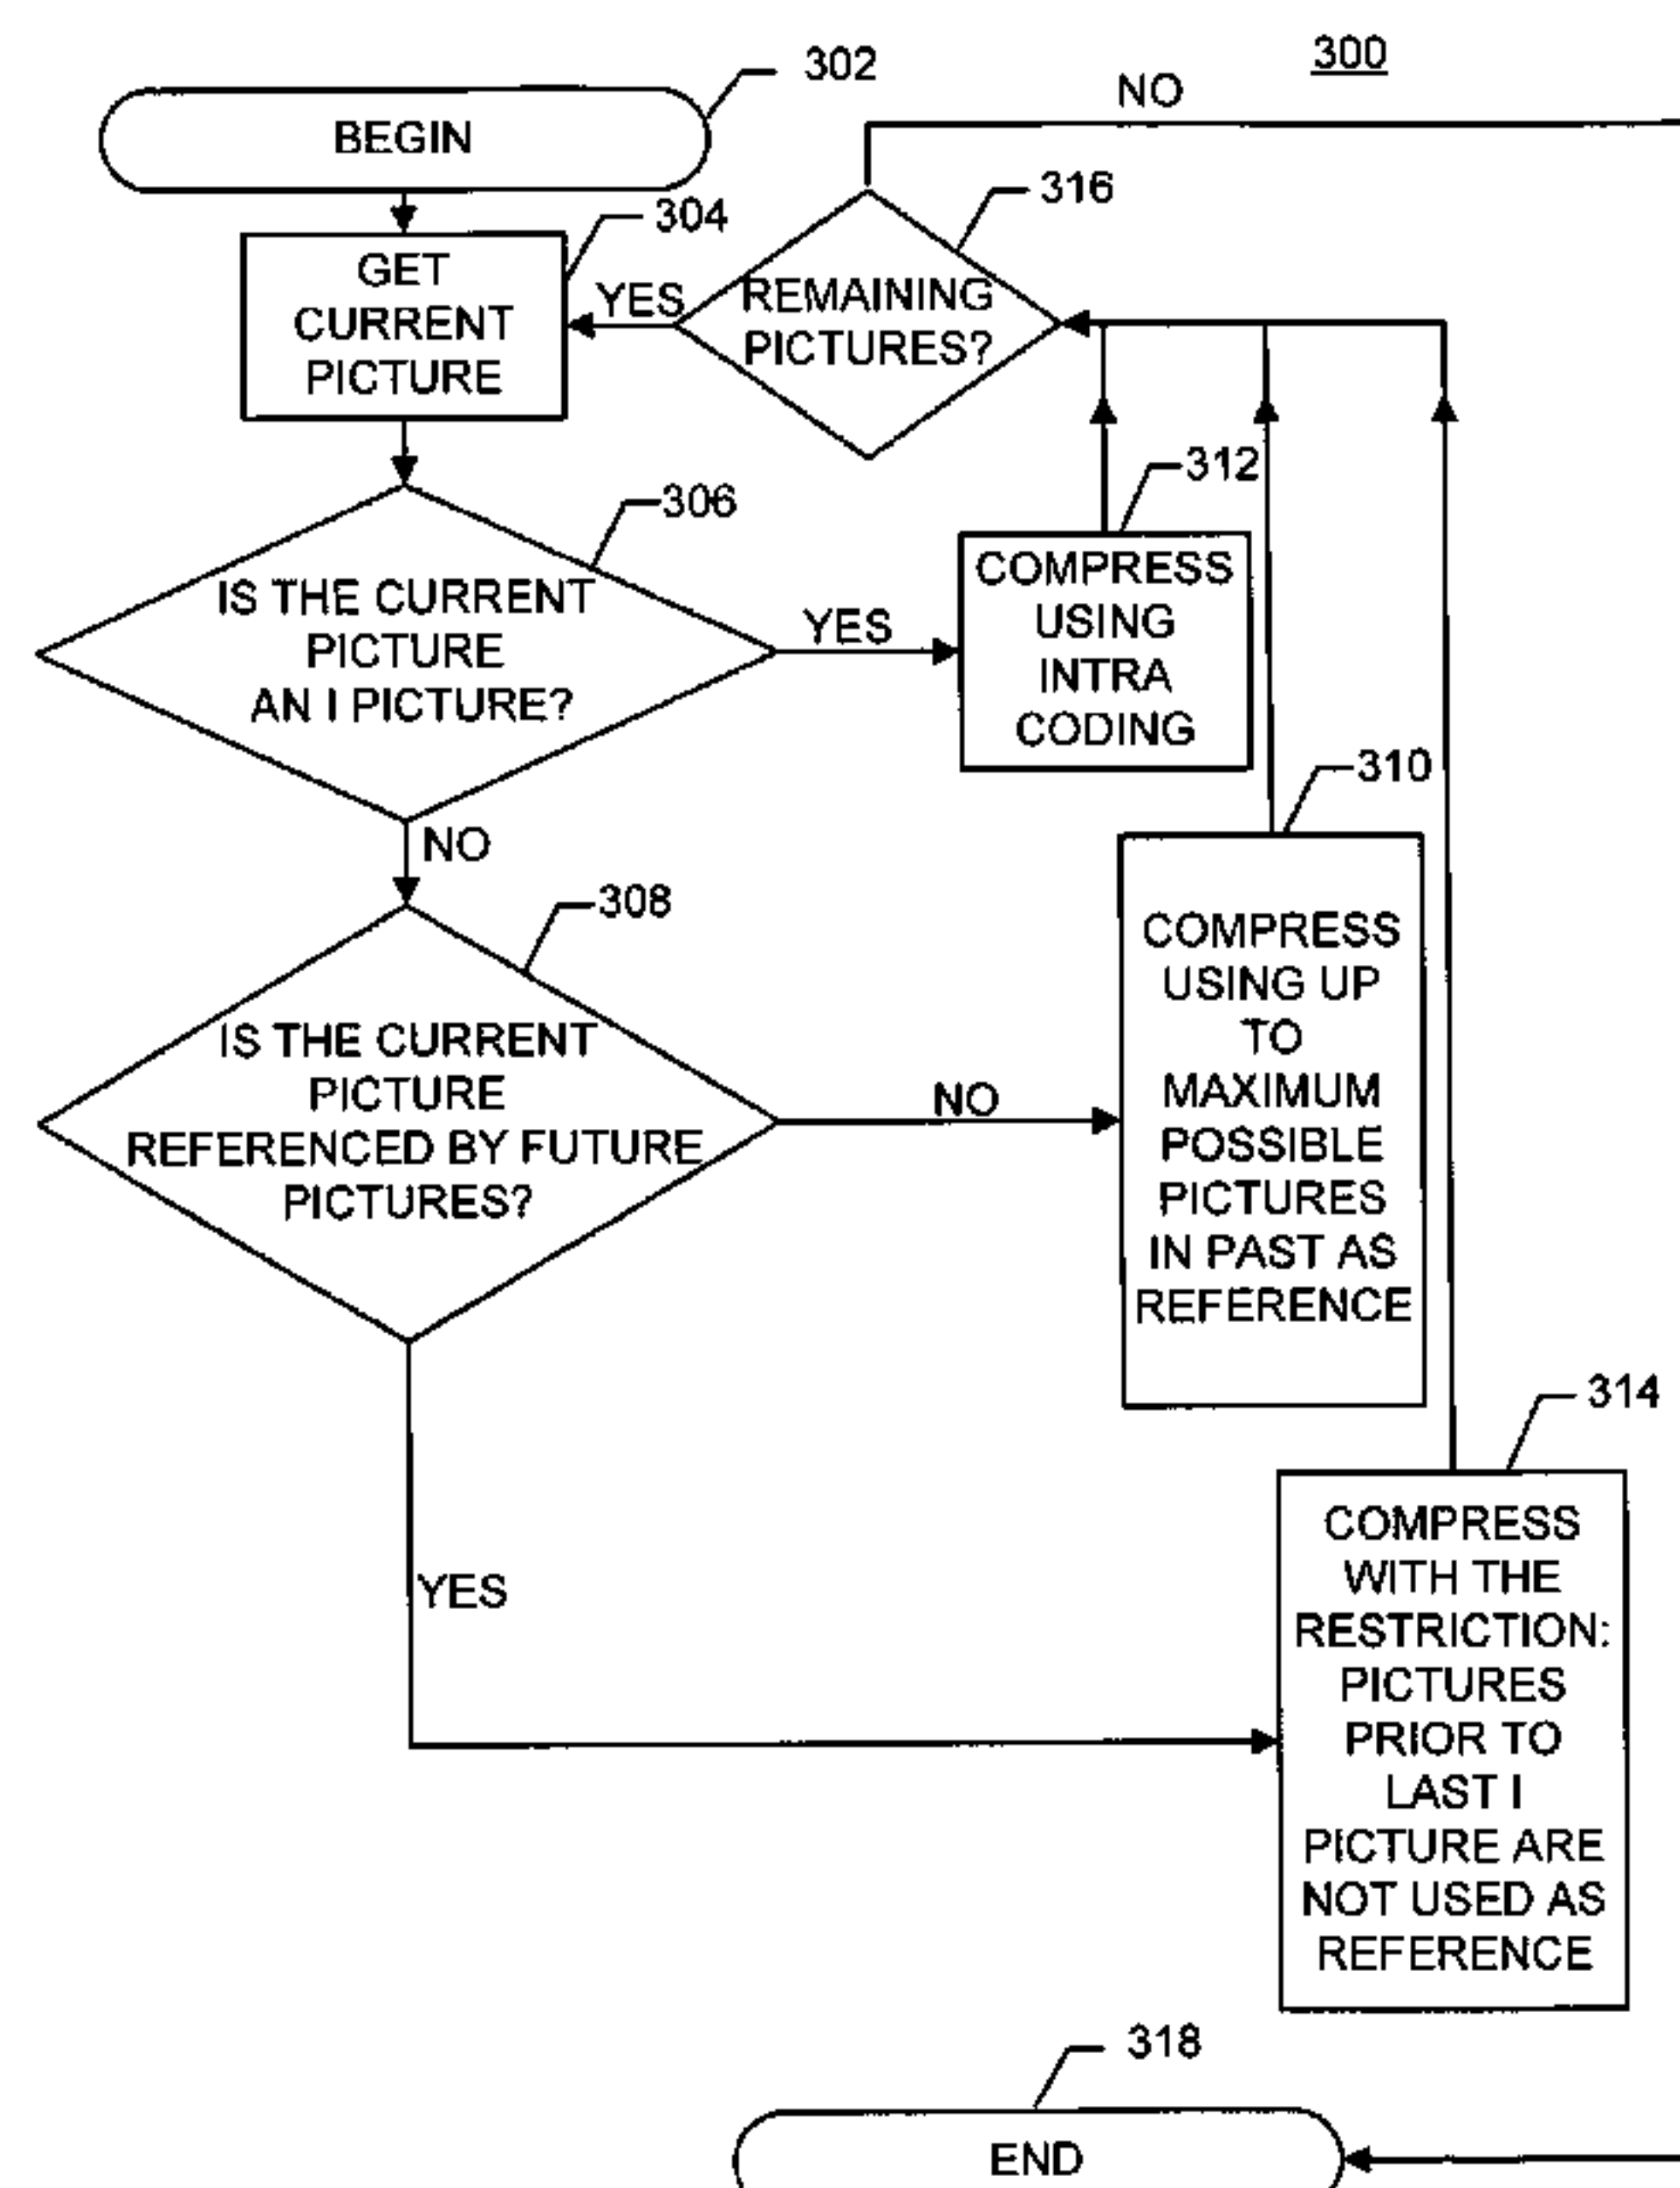 300
302
BEGIN
NO
316
304
GET
CURRENT
PICTURE
YES
REMAINING
PICTURES?
312
306
IS THE CURRENT
PICTURE
AN I PICTURE?
YES
COMPRESS
USING
INTRA
CODING
310
NO
308
IS THE CURRENT
PICTURE
REFERENCED BY FUTURE
PICTURES?
NO
COMPRESS
USING UP
TO
MAXIMUM
POSSIBLE
PICTURES
IN PAST AS
REFERENCE
314
YES
COMPRESS
WITH THE
RESTRICTION:
PICTURES
PRIOR TO
LAST I
PICTURE ARE
NOT USED AS
REFERENCE
318
END